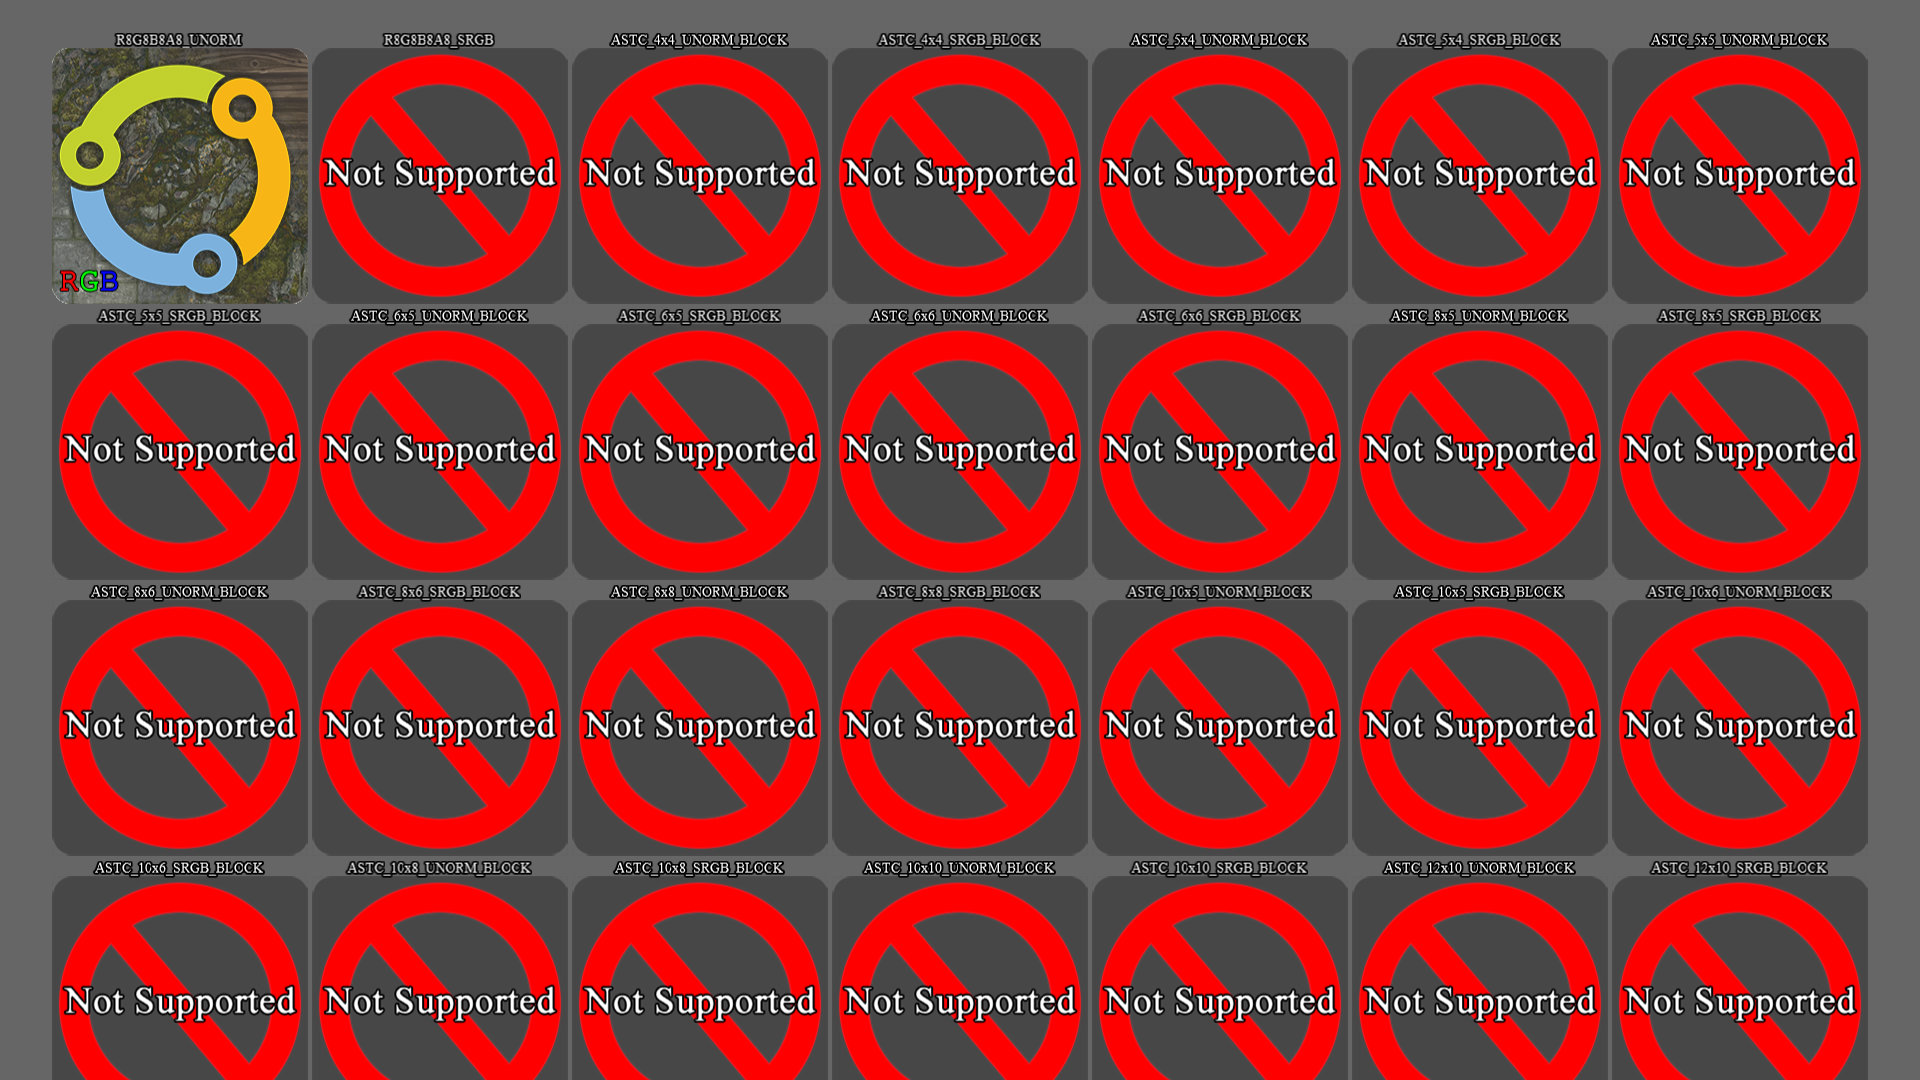 R8G8B8A8_UNORM
R8G8B8A8_SRGB
ASTC_4x4_UNORM_BLOCK
ASTC_4x4_SRGB_BLOCK
ASTC_5x4_UNORM_BLOCK
ASTC_5x4_SRGB_BLOCK
ASTC_5x5_UNORM_BLOCK
RGB
Not Supported
Not Supported
Not Supported
Not Supported
Not Supported
Not Supported
ASTC_5x5_SRGB_BLOCK
ASTC_6x5_UNORM_BLOCK
ASTC_6x5_SRGB_BLOCK
ASTC_6x6_UNORM_BLOCK
ASTC_6x6_SRGB_BLOCK
ASTC_8x5_UNORM_BLOCK
ASTC_8x5_SRGB_BLOCK
Not Supported
Not Supported
Not Supported
Not Supported
Not Supported
Not Supported
Not Supported
ASTC_8x6_UNORM_BLOCK
ASTC_8x6_SRGB_BLOCK
ASTC_8x8_UNORM_BLOCK
ASTC_8x8_SRGB_BLOCK
ASTC_10x5_UNORM_BLOCK
ASTC_10x5_SRGB_BLOCK
ASTC_10x6_UNORM_BLOCK
Not Supported
Not Supported
Not Supported
Not Supported
Not Supported
Not Supported
Not Supported
ASTC_10x6_SRGB_BLOCK
ASTC_10x8_UNORM_BLOCK
ASTC_10x8_SRGB_BLOCK
ASTC_10x10_UNORM_BLOCK
ASTC_10x10_SRGB_BLOCK
ASTC_12x10_UNORM_BLOCK
ASTC_12x10_SRGB_BLOCK
Not Supported
Not Supported
Not Supported
Not Supported
Not Supported
Not Supported
Not Supported